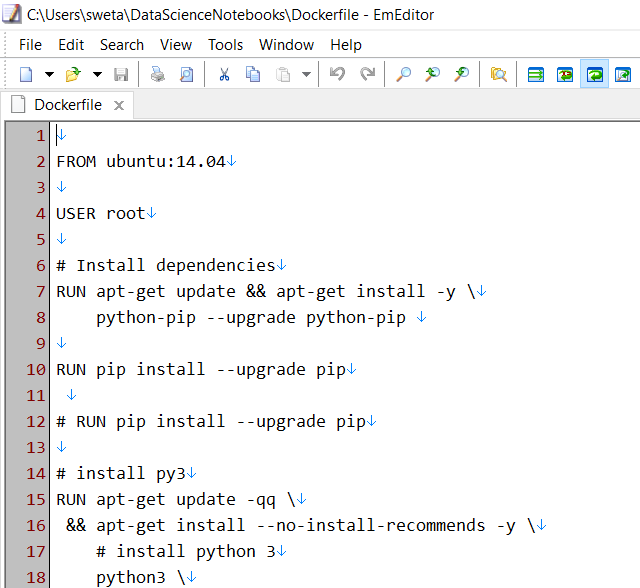 C:\Users\sweta\DataScienceNotebooks\Dockerfile - EmEditor
File Edit Search View Tools Window Help
Dockerfile ×
1 ↓
2 FROM ubuntu:14.04↓
3 ↓
4 USER root↓
5 ↓
6 # Install dependencies↓
7 RUN apt-get update && apt-get install -y \↓
8     python-pip --upgrade python-pip ↓
9 ↓
10 RUN pip install --upgrade pip↓
11  ↓
12 # RUN pip install --upgrade pip↓
13 ↓
14 # install py3↓
15 RUN apt-get update -qq \↓
16  && apt-get install --no-install-recommends -y \↓
17     # install python 3↓
18     python3 \↓